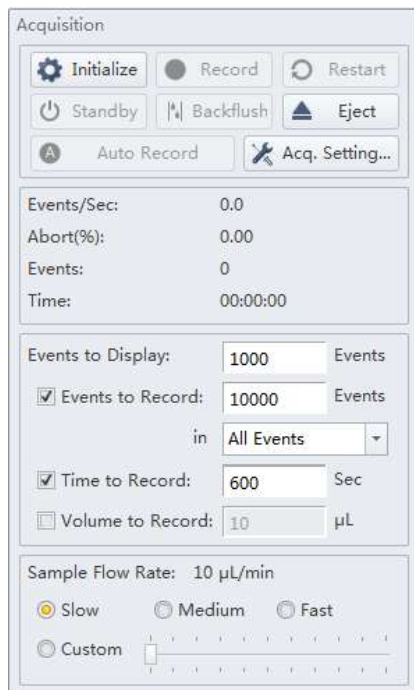 Acquisition
Initialize Record Restart
Standby Backflush Eject
A Auto Record Acq. Setting...
Events/Sec: 0.0
Abort(%): 0.00
Events: 0
Time: 00:00:00
Events to Display: 1000 Events
Events to Record: 10000 Events
in All Events
Time to Record: 600 Sec
Volume to Record: 10 µL
Sample Flow Rate: 10 µL/min
Slow Medium Fast
Custom